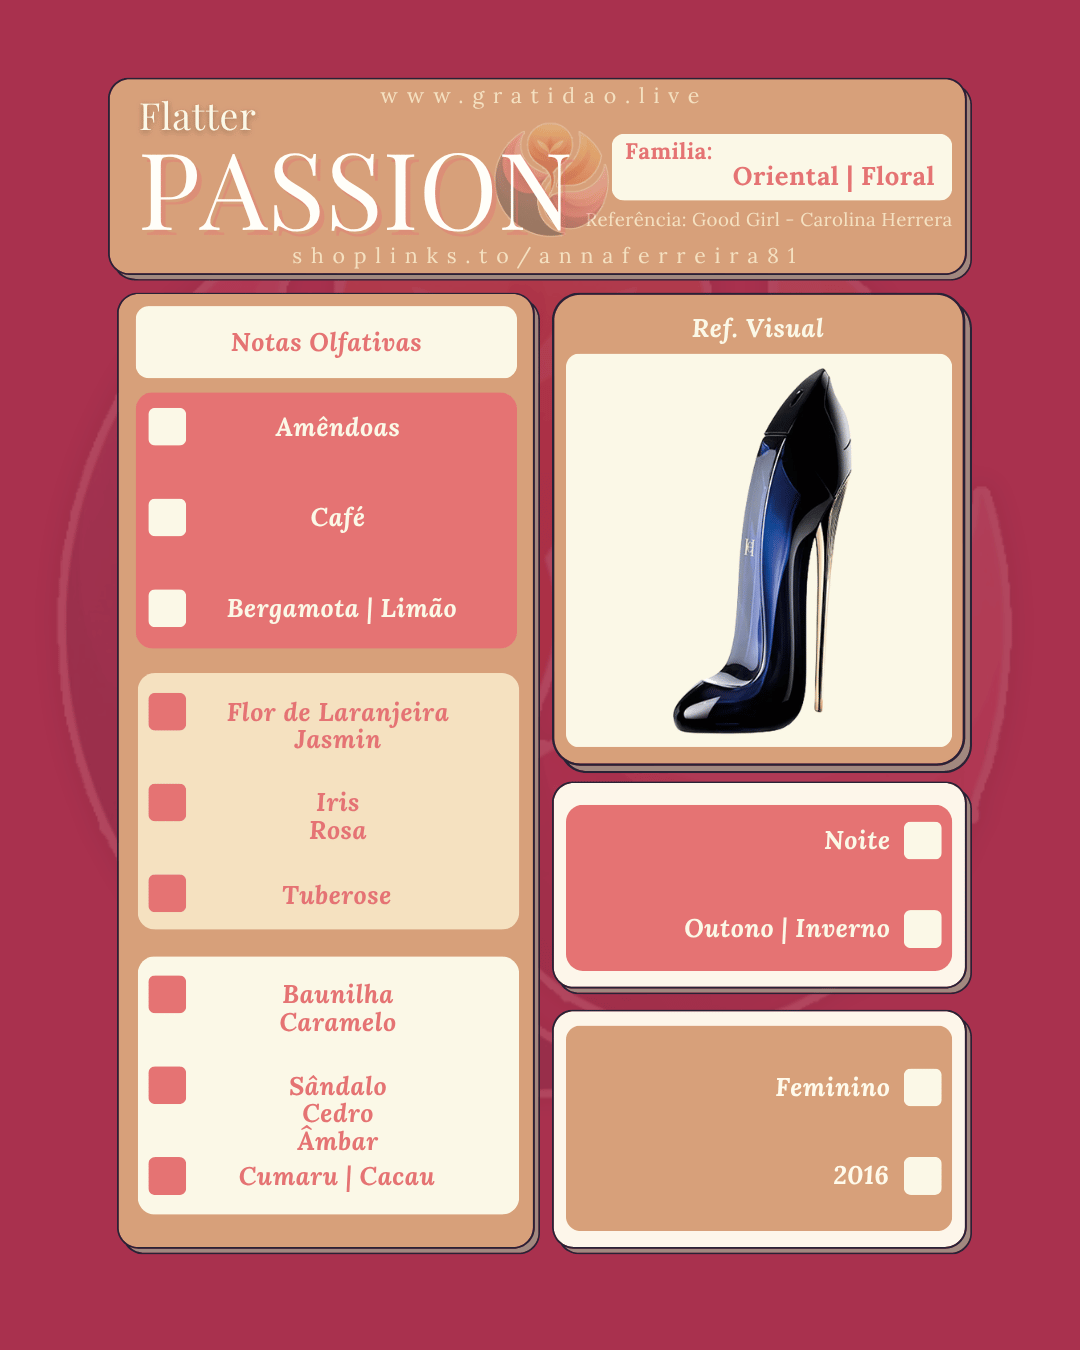 www.gratidao.live
Flatter
PASSION
Familia:
Oriental | Floral
Referência: Good Girl - Carolina Herrera
shoplinks.to/annaferreira81
Notas Olfativas
Amêndoas
Café
Bergamota | Limão
Flor de Laranjeira
Jasmin
Iris
Rosa
Tuberose
Baunilha
Caramelo
Sândalo
Cedro
Âmbar
Cumaru | Cacau
Ref. Visual
Noite
Outono | Inverno
Feminino
2016